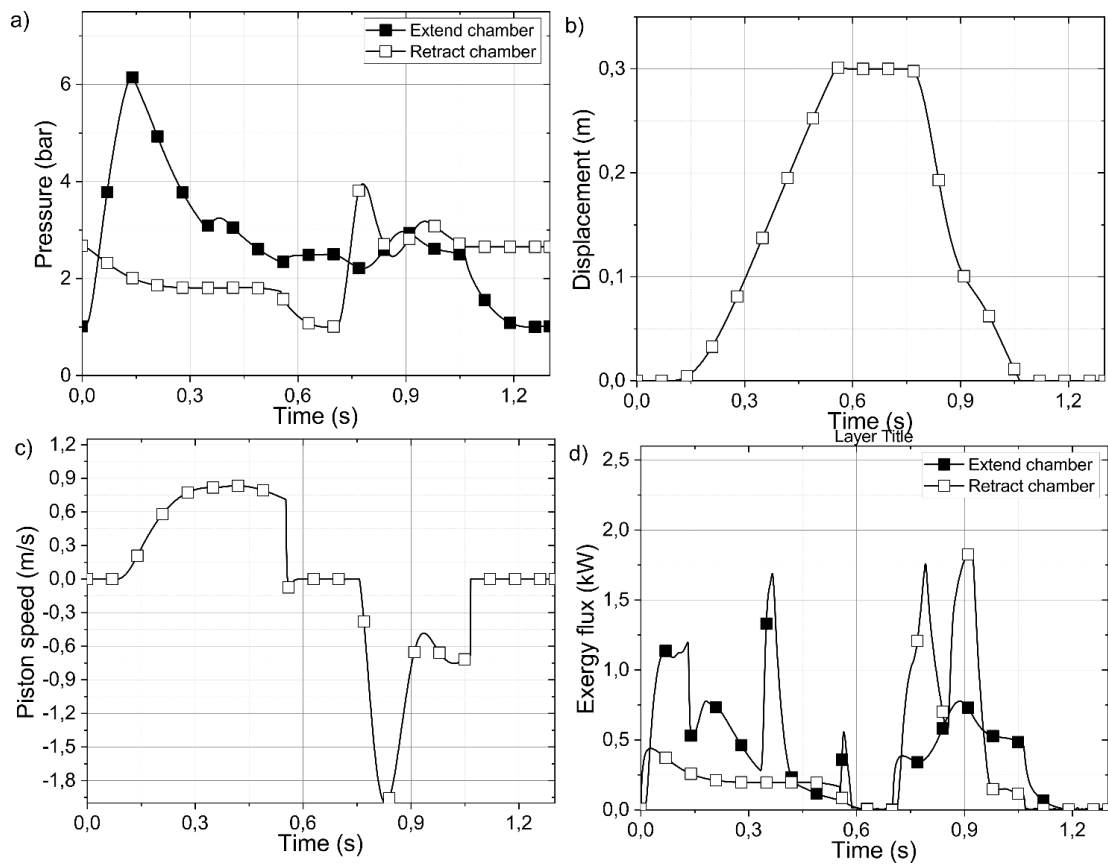 a)
Extend chamber
Retract chamber
Pressure (bar)
6
4
2
0
0,0 0,3 0,6 0,9 1,2
Time (s)
b)
Displacement (m)
0,3
0,2
0,1
0,0
0,0 0,3 0,6 0,9 1,2
Time (s)
c)
Piston speed (m/s)
1,2
0,9
0,6
0,3
0,0
-0,3
-0,6
-0,9
-1,2
-1,5
-1,8
0,0 0,3 0,6 0,9 1,2
Time (s)
Layer Title
d)
Extend chamber
Retract chamber
Exergy flux (kW)
2,5
2,0
1,5
1,0
0,5
0,0
0,0 0,3 0,6 0,9 1,2
Time (s)